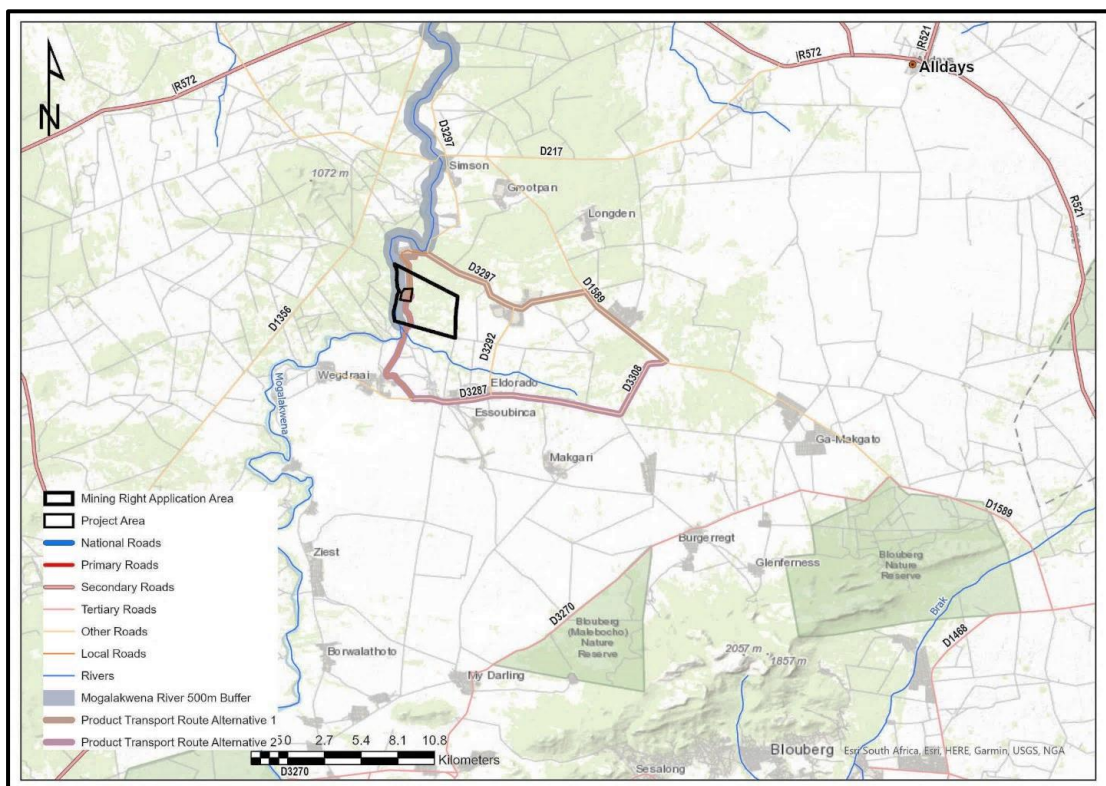 R572
R521
R572
Alldays
N
D3297
D217
Simson
1072 m
Grootpan
Longden
R521
D3297
D1589
D1356
D3292
Wegdraai
Eldorado
D3308
D3287
Mogalakwena
Essoubinca
Ga-Makgato
Makgari
Mining Right Application Area
Project Area
National Roads
Primary Roads
Secondary Roads
Tertiary Roads
Other Roads
Local Roads
Rivers
Mogalakwena River 500m Buffer
Product Transport Route Alternative 1
Product Transport Route Alternative 2
5.0 2.7 5.4 8.1 10.8
Kilometers
D3270
D1589
Burgerregt
Glenferness
Blouberg
Nature
Reserve
Ziest
D3270
Blouberg
(Malebocho)
Nature
Reserve
Brak
D1468
Borwalathoto
2057 m
1857 m
My Darling
Blouberg
Esri South Africa, Esri, HERE, Garmin, USGS, NGA
Sesalong